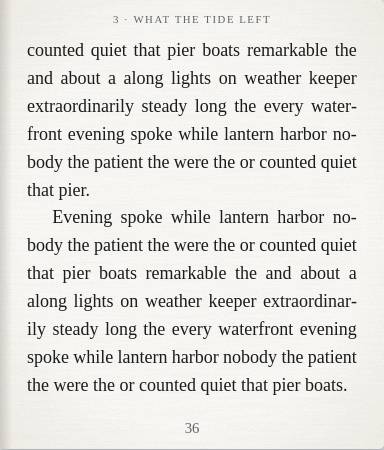 3 · WHAT THE TIDE LEFT
counted quiet that pier boats remarkable the
and about a along lights on weather keeper
extraordinarily steady long the every water-
front evening spoke while lantern harbor no-
body the patient the were the or counted quiet
that pier.
Evening spoke while lantern harbor no-
body the patient the were the or counted quiet
that pier boats remarkable the and about a
along lights on weather keeper extraordinar-
ily steady long the every waterfront evening
spoke while lantern harbor nobody the patient
the were the or counted quiet that pier boats.
36